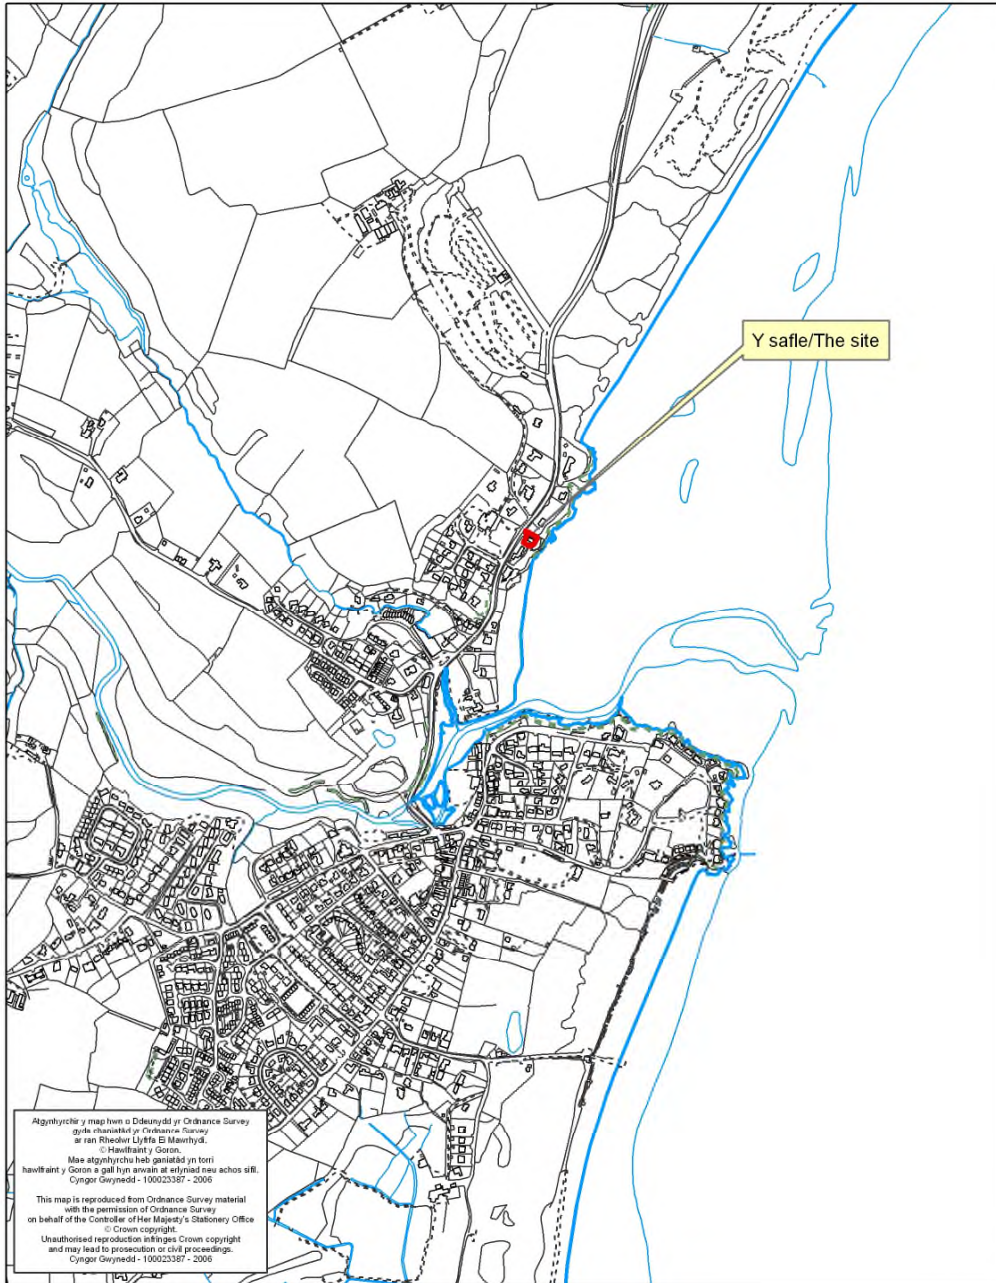 Y safle/The site
Atgynhyrchir y map hwn o Ddeunydd yr Ordnance Survey
gyda chaniatâd yr Ordnance Survey
ar ran Rheolwr Llyfrfa Ei Mawrhydi.
© Hawlfraint y Goron.
Mae atgynhyrchu heb ganiatâd yn torri
hawlfraint y Goron a gall hyn arwain at erlyniad neu achos sifil.
Cyngor Gwynedd - 100023387 - 2006
This map is reproduced from Ordnance Survey material
with the permission of Ordnance Survey
on behalf of the Controller of Her Majesty's Stationery Office
© Crown copyright.
Unauthorised reproduction infringes Crown copyright
and may lead to prosecution or civil proceedings.
Cyngor Gwynedd - 100023387 - 2006